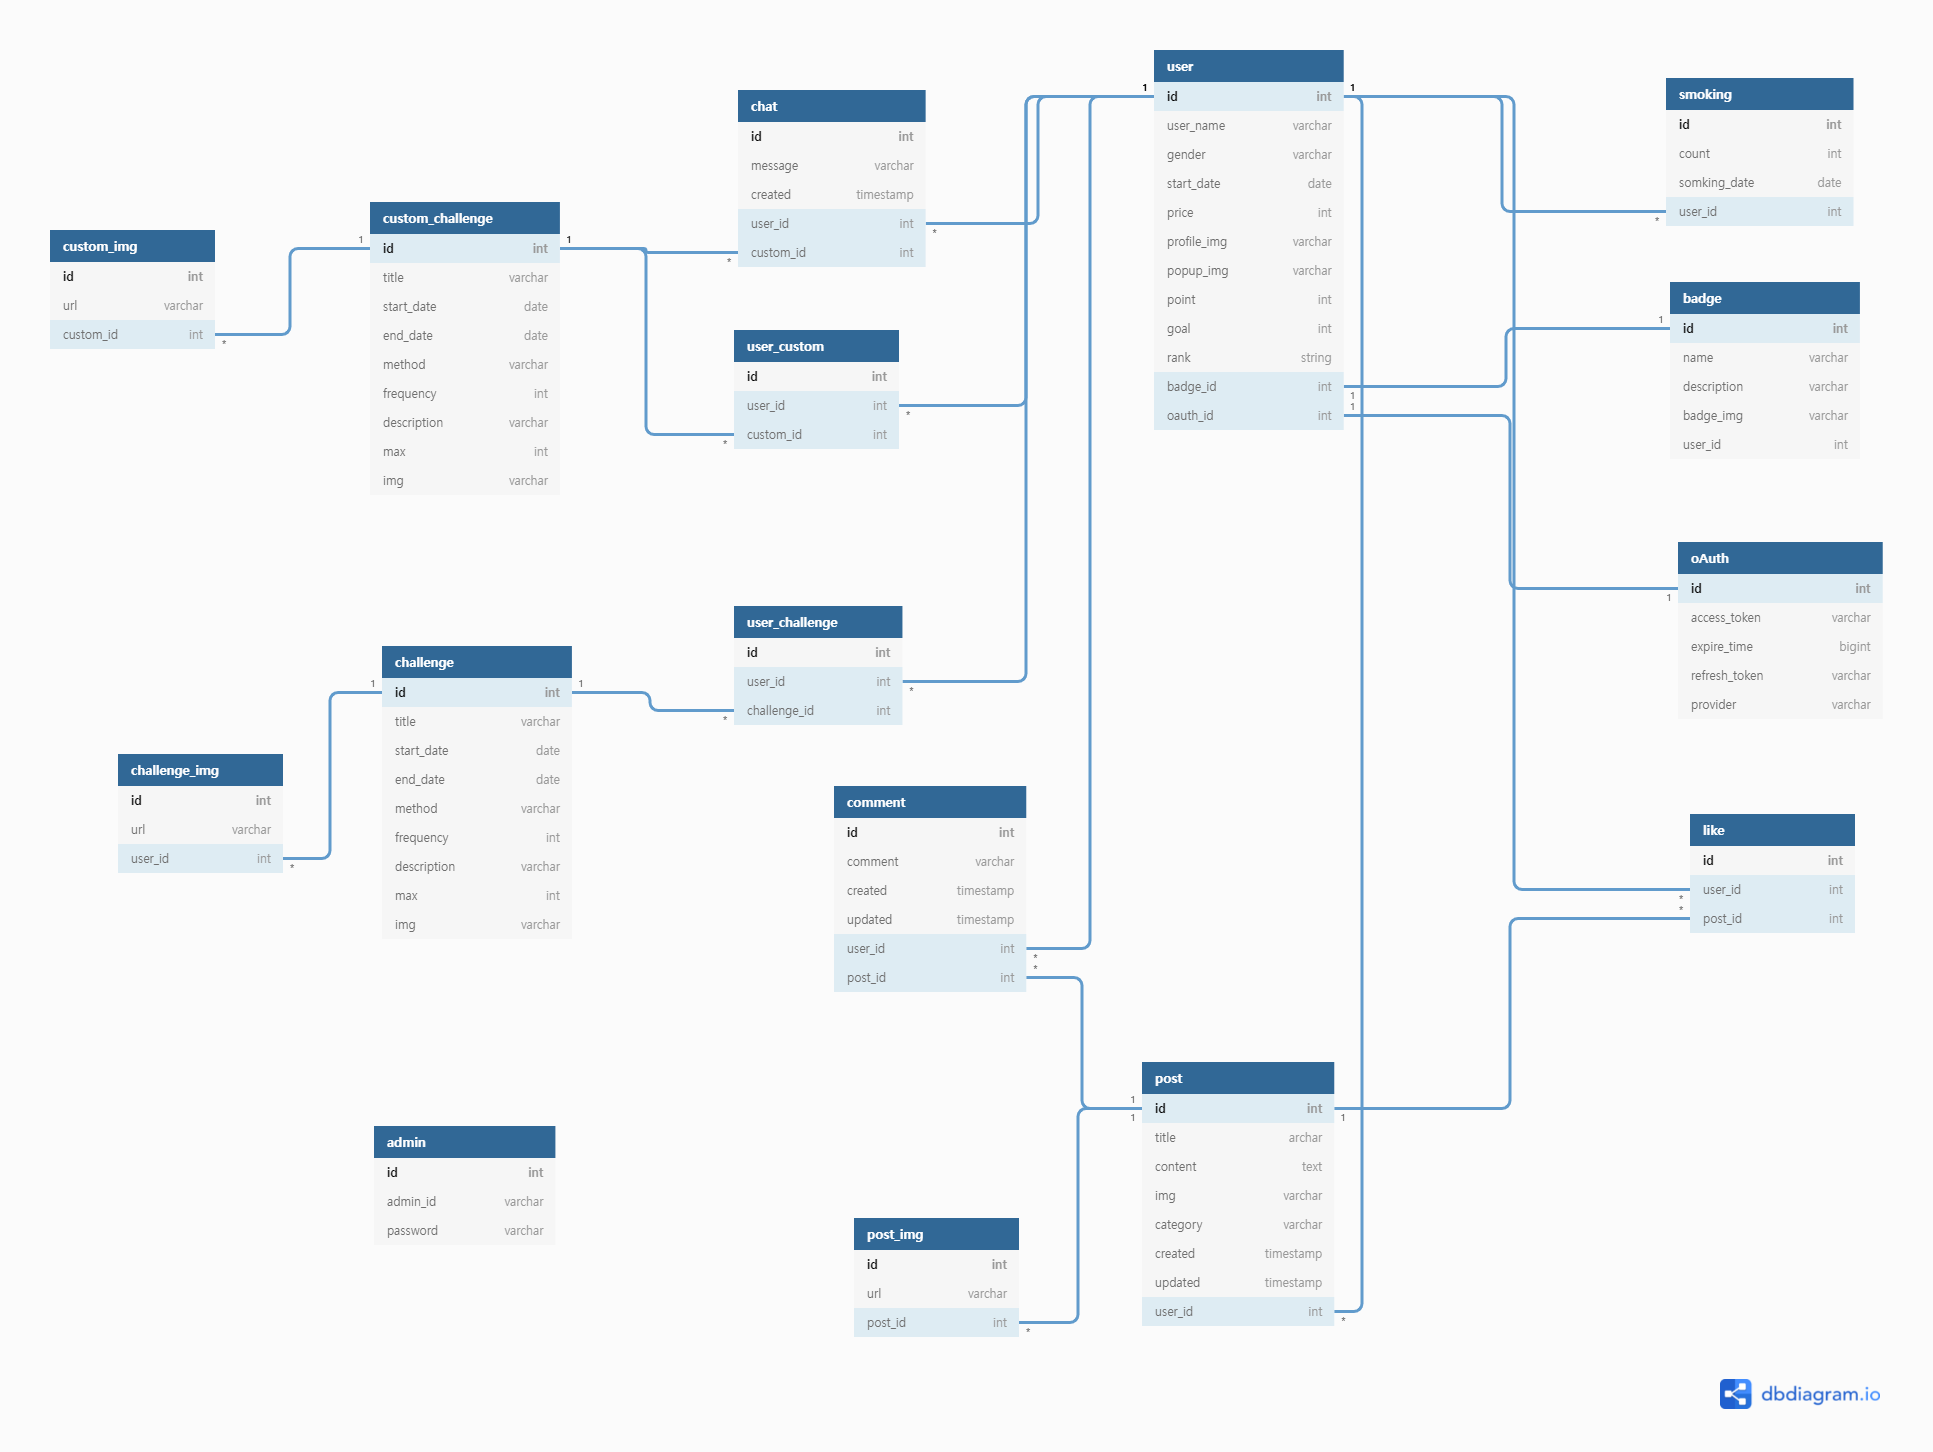 user
1 id int 1
user_name varchar
gender varchar
start_date date
price int
profile_img varchar
popup_img varchar
point int
goal int
rank string
badge_id int 1
oauth_id int 1
smoking
id int
count int
somking_date date
* user_id int
chat
id int
message varchar
created timestamp
user_id int *
* custom_id int
custom_challenge
1 id int 1
title varchar
start_date date
end_date date
method varchar
frequency int
description varchar
max int
img varchar
custom_img
id int
url varchar
custom_id int *
user_custom
id int
user_id int *
* custom_id int
badge
1 id int
name varchar
description varchar
badge_img varchar
user_id int
oAuth
1 id int
access_token varchar
expire_time bigint
refresh_token varchar
provider varchar
user_challenge
id int
user_id int *
* challenge_id int
challenge
1 id int 1
title varchar
start_date date
end_date date
method varchar
frequency int
description varchar
max int
img varchar
challenge_img
id int
url varchar
user_id int *
comment
id int
comment varchar
created timestamp
updated timestamp
user_id int *
post_id int *
like
id int
* user_id int
* post_id int
post
1 1 id int 1
title archar
content text
img varchar
category varchar
created timestamp
updated timestamp
user_id int *
admin
id int
admin_id varchar
password varchar
post_img
id int
url varchar
post_id int *
dbdiagram.io